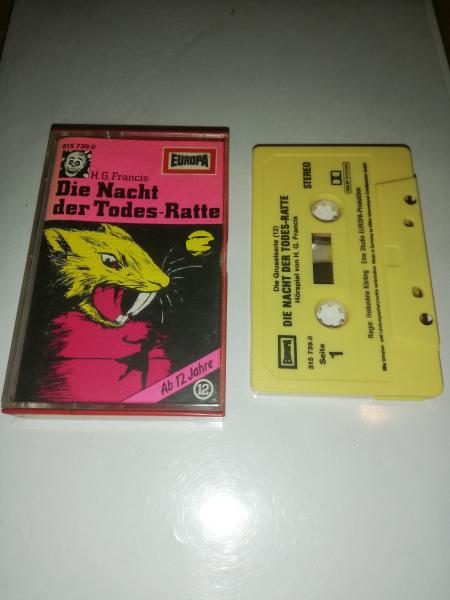 515 739.0
EUROPA
H. G. Francis
Die Nacht
der Todes-Ratte
Ab 12 Jahre
12
Die Gruselserie (12)
DIE NACHT DER TODES-RATTE
Hörspiel von H. G. Francis
STEREO
EUROPA
515 739.0
Seite
1
Regie: Heikedine Körting
Eine Studio EUROPA-Produktion